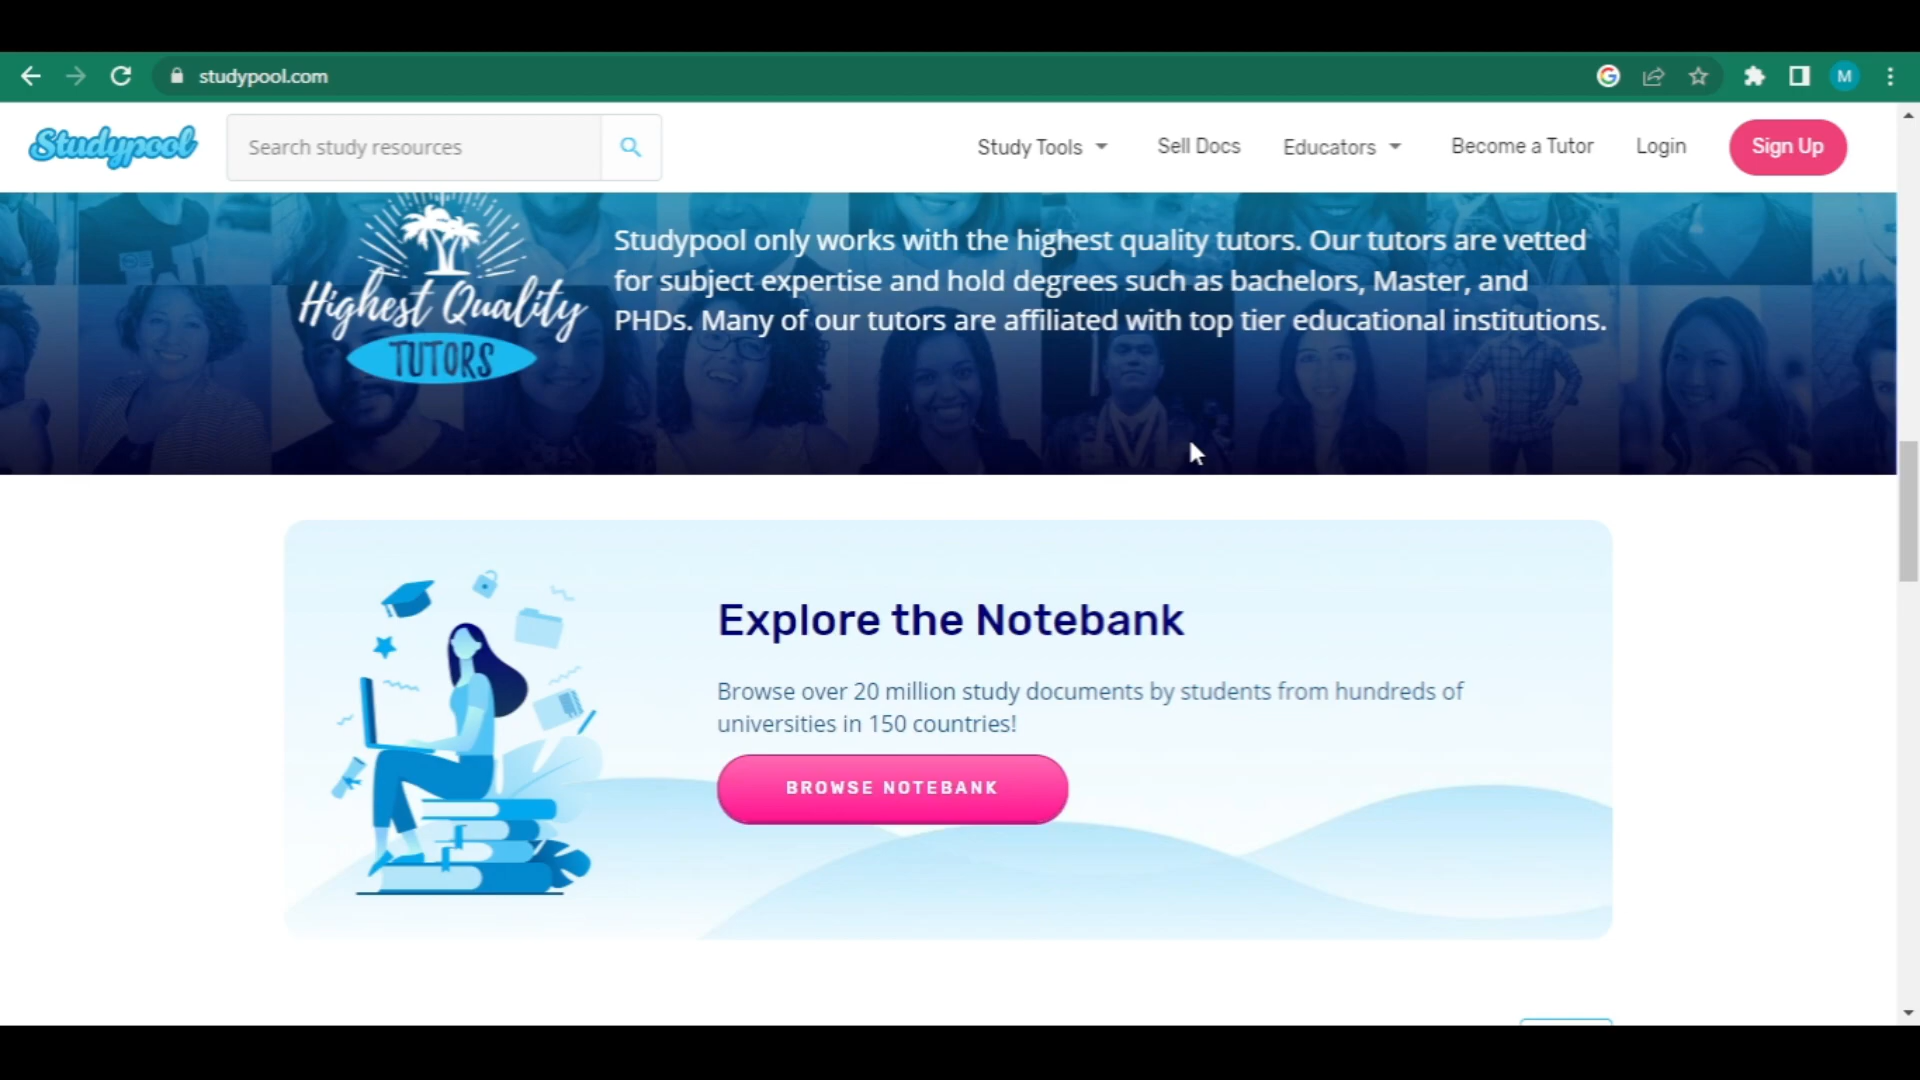 studypool.com
M
Studypool
Search study resources
Study Tools
Sell Docs
Educators
Become a Tutor
Login
Sign Up
Highest Quality
TUTORS
Studypool only works with the highest quality tutors. Our tutors are vetted
for subject expertise and hold degrees such as bachelors, Master, and
PHDs. Many of our tutors are affiliated with top tier educational institutions.
Explore the Notebank
Browse over 20 million study documents by students from hundreds of
universities in 150 countries!
BROWSE NOTEBANK